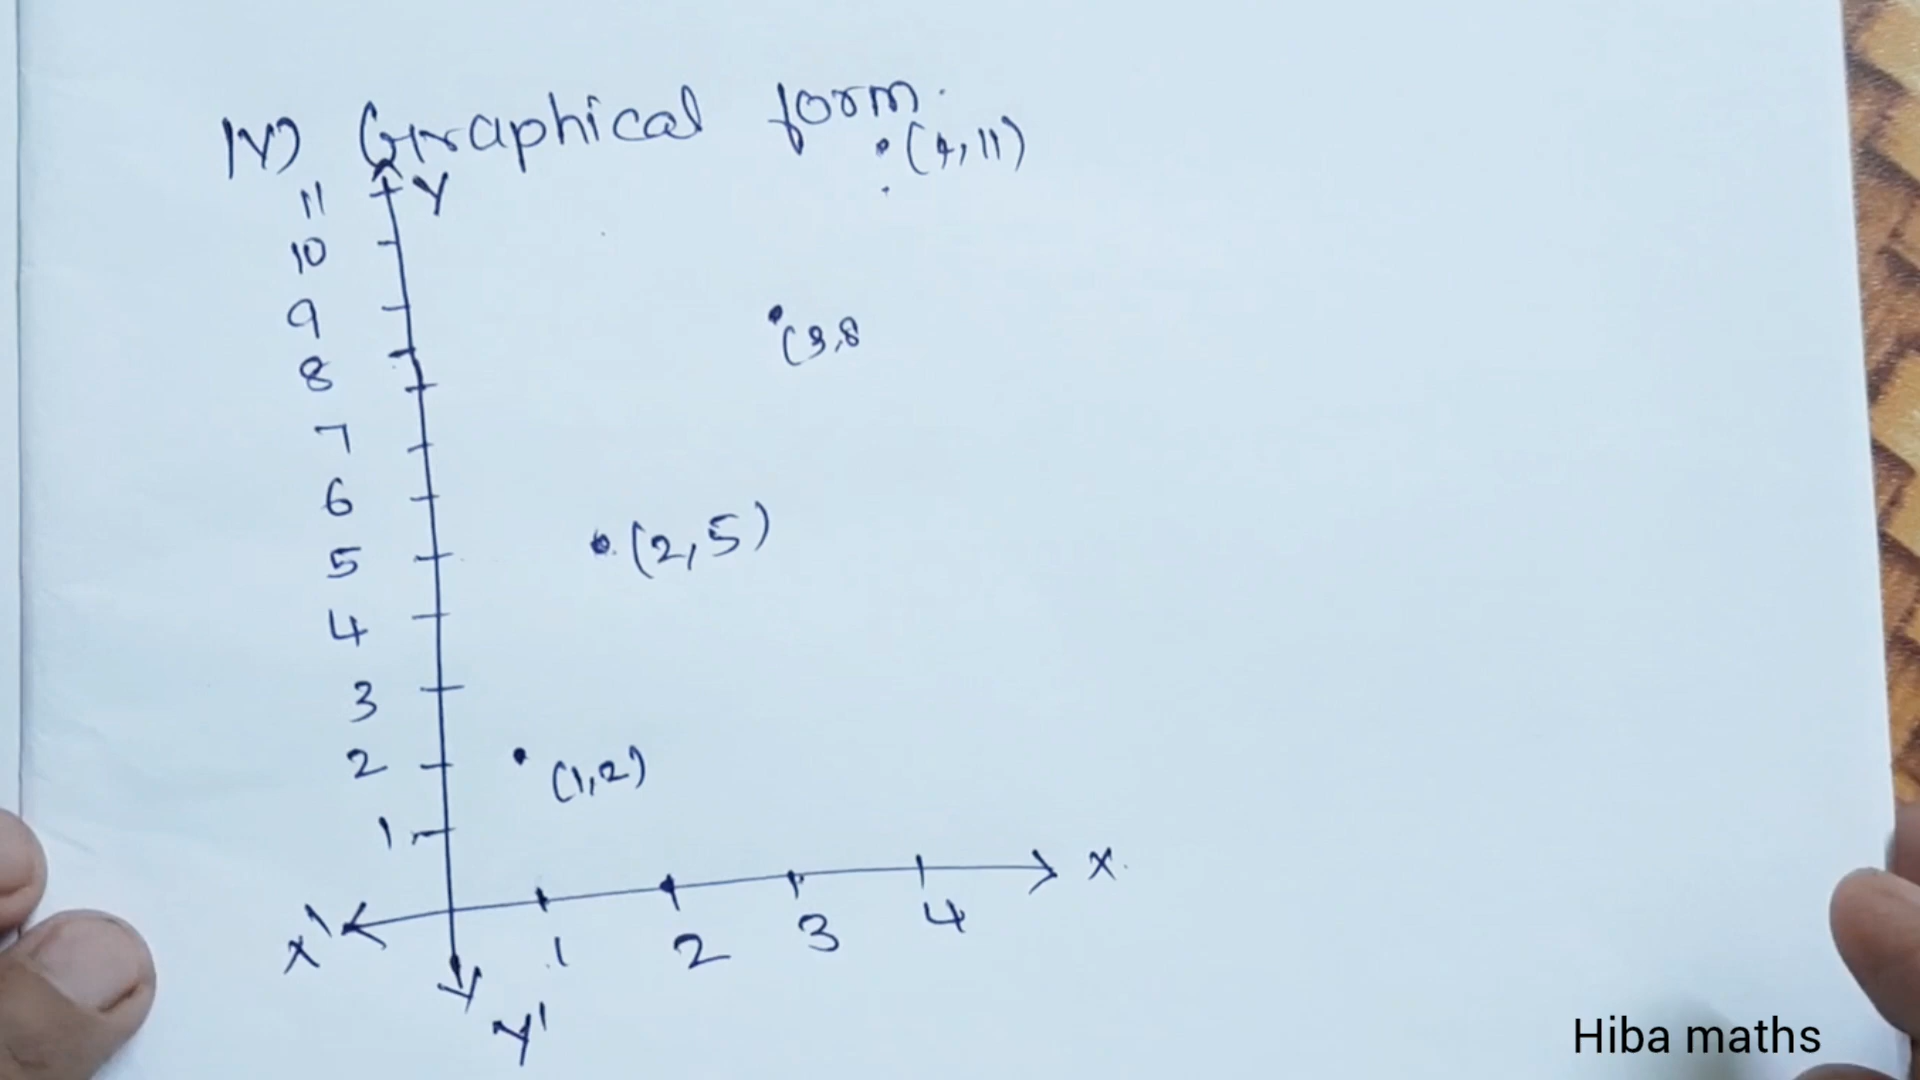 IV) Graphical form.
(4,11)
Y
11
10
9
(3,8
8
7
6
(2,5)
5
4
3
2
(1,2)
1
X
X'
1 2 3 4
Y'
Hiba maths